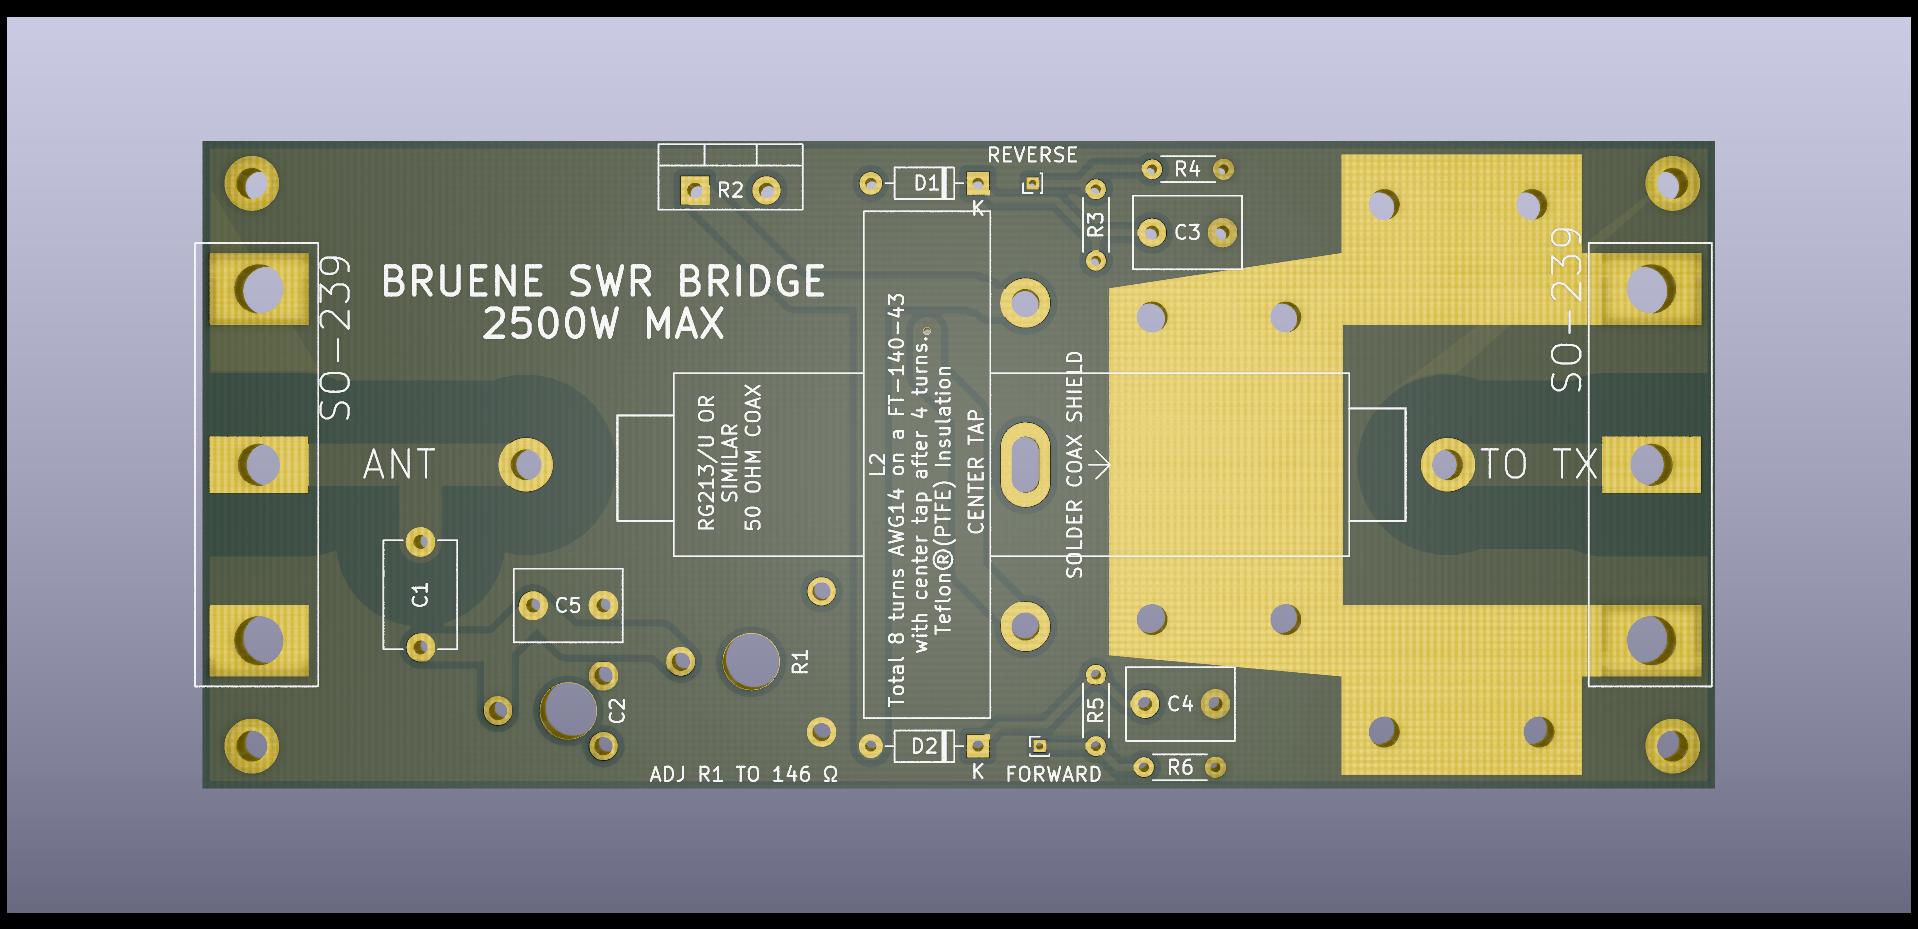 REVERSE
R4
R2
D1
K
R3
C3
SO-239
SO-239
BRUENE SWR BRIDGE
2500W MAX
RG213/U OR
SIMILAR
50 OHM COAX
L2
Total 8 turns AWG14 on a FT-140-43
with center tap after 4 turns.
Teflon®(PTFE) Insulation
CENTER TAP
SOLDER COAX SHIELD
ANT
TO TX
C1
C5
C2
R1
R5
C4
D2
K
FORWARD
R6
ADJ R1 TO 146 Ω